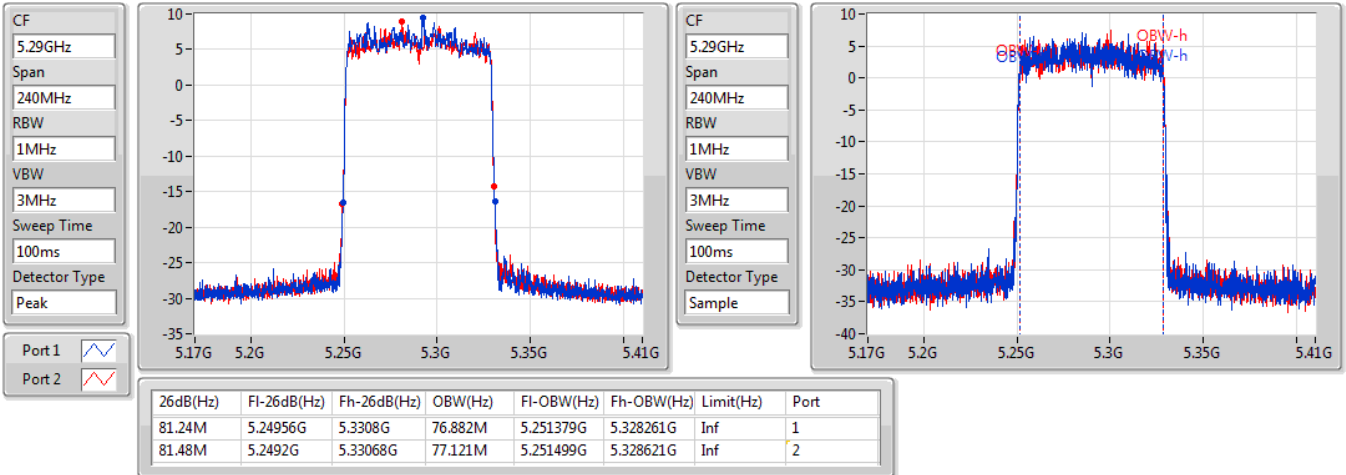 CF
5.29GHz
Span
240MHz
RBW
1MHz
VBW
3MHz
Sweep Time
100ms
Detector Type
Peak
Port 1
Port 2
10
5
0
-5
-10
-15
-20
-25
-30
-35
5.17G 5.2G 5.25G 5.3G 5.35G 5.41G
CF
5.29GHz
Span
240MHz
RBW
1MHz
VBW
3MHz
Sweep Time
100ms
Detector Type
Sample
10
5
0
-5
-10
-15
-20
-25
-30
-35
-40
OBW-h
5.17G 5.2G 5.25G 5.3G 5.35G 5.41G
26dB(Hz) Fl-26dB(Hz) Fh-26dB(Hz) OBW(Hz) Fl-OBW(Hz) Fh-OBW(Hz) Limit(Hz) Port
81.24M 5.24956G 5.3308G 76.882M 5.251379G 5.328261G Inf 1
81.48M 5.2492G 5.33068G 77.121M 5.251499G 5.328621G Inf 2